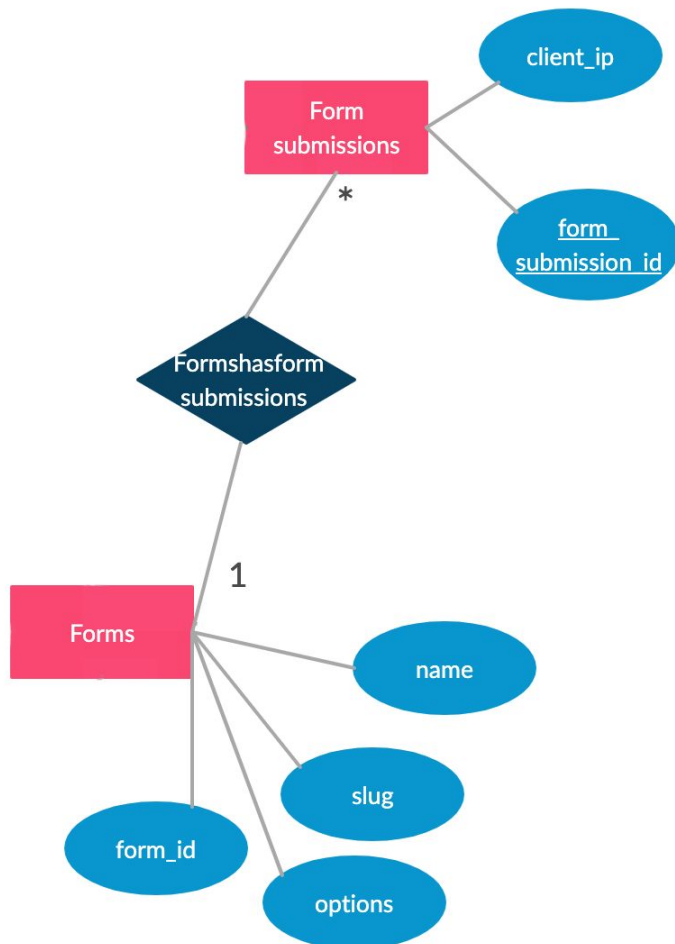 client_ip
Form
submissions
*
form_
submission_id
Formshasform
submissions
1
Forms
name
slug
form_id
options